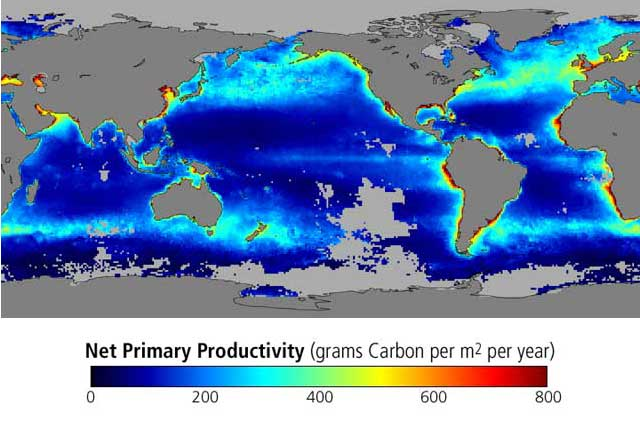 Net Primary Productivity (grams Carbon per m2 per year)
0 200 400 600 800